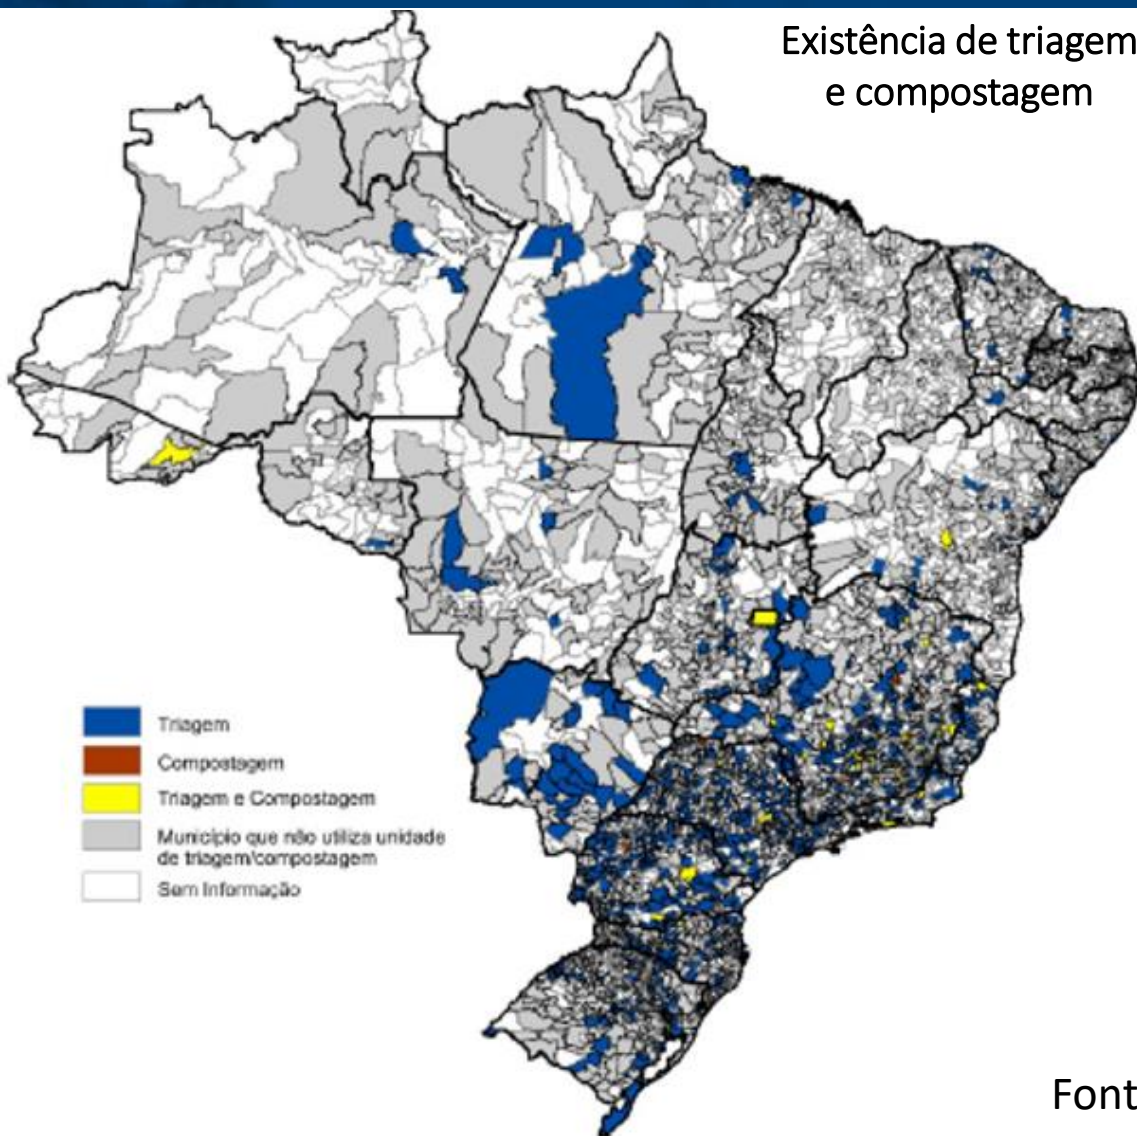 Existência de triagem
e compostagem
Triagem
Compostagem
Triagem e Compostagem
Município que não utiliza unidade
de triagem/compostagem
Sem Informação
Font